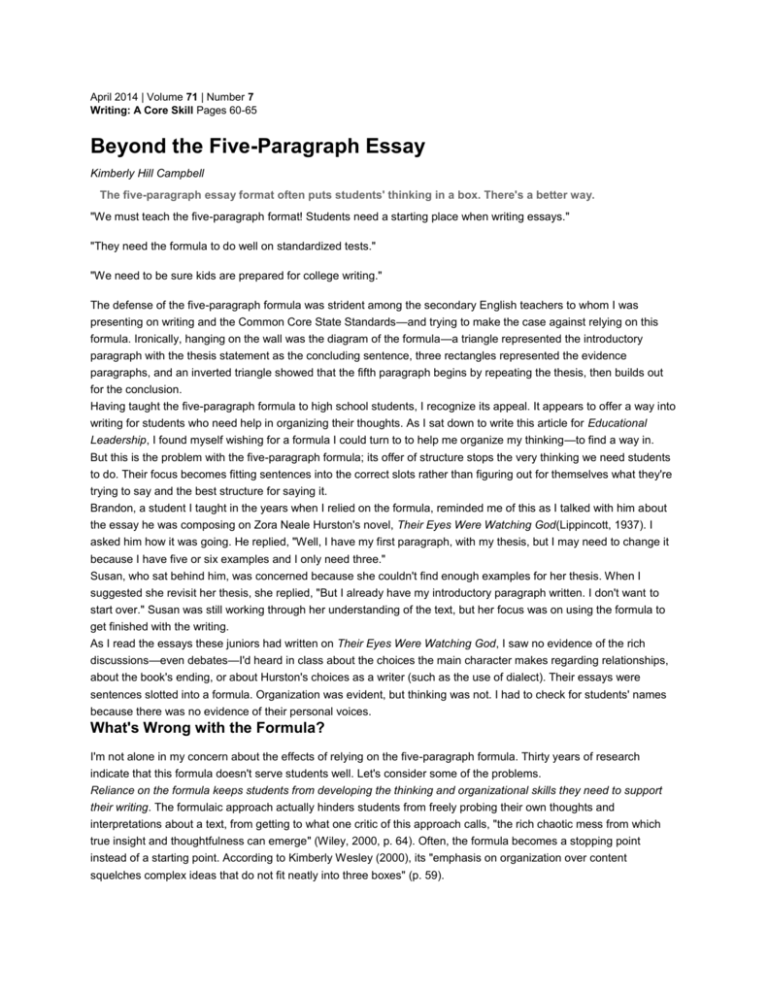 April 2014 | Volume 71 | Number 7
Writing: A Core Skill Pages 60-65
Beyond the Five-Paragraph Essay
Kimberly Hill Campbell
The five-paragraph essay format often puts students' thinking in a box. There's a better way.
"We must teach the five-paragraph format! Students need a starting place when writing essays."
"They need the formula to do well on standardized tests."
"We need to be sure kids are prepared for college writing."
The defense of the five-paragraph formula was strident among the secondary English teachers to whom I was
presenting on writing and the Common Core State Standards—and trying to make the case against relying on this
formula. Ironically, hanging on the wall was the diagram of the formula—a triangle represented the introductory
paragraph with the thesis statement as the concluding sentence, three rectangles represented the evidence
paragraphs, and an inverted triangle showed that the fifth paragraph begins by repeating the thesis, then builds out
for the conclusion.
Having taught the five-paragraph formula to high school students, I recognize its appeal. It appears to offer a way into
writing for students who need help in organizing their thoughts. As I sat down to write this article for Educational
Leadership, I found myself wishing for a formula I could turn to to help me organize my thinking—to find a way in.
But this is the problem with the five-paragraph formula; its offer of structure stops the very thinking we need students
to do. Their focus becomes fitting sentences into the correct slots rather than figuring out for themselves what they're
trying to say and the best structure for saying it.
Brandon, a student I taught in the years when I relied on the formula, reminded me of this as I talked with him about
the essay he was composing on Zora Neale Hurston's novel, Their Eyes Were Watching God(Lippincott, 1937). I
asked him how it was going. He replied, "Well, I have my first paragraph, with my thesis, but I may need to change it
because I have five or six examples and I only need three."
Susan, who sat behind him, was concerned because she couldn't find enough examples for her thesis. When I
suggested she revisit her thesis, she replied, "But I already have my introductory paragraph written. I don't want to
start over." Susan was still working through her understanding of the text, but her focus was on using the formula to
get finished with the writing.
As I read the essays these juniors had written on Their Eyes Were Watching God, I saw no evidence of the rich
discussions—even debates—I'd heard in class about the choices the main character makes regarding relationships,
about the book's ending, or about Hurston's choices as a writer (such as the use of dialect). Their essays were
sentences slotted into a formula. Organization was evident, but thinking was not. I had to check for students' names
because there was no evidence of their personal voices.
What's Wrong with the Formula?
I'm not alone in my concern about the effects of relying on the five-paragraph formula. Thirty years of research
indicate that this formula doesn't serve students well. Let's consider some of the problems.
Reliance on the formula keeps students from developing the thinking and organizational skills they need to support
their writing. The formulaic approach actually hinders students from freely probing their own thoughts and
interpretations about a text, from getting to what one critic of this approach calls, "the rich chaotic mess from which
true insight and thoughtfulness can emerge" (Wiley, 2000, p. 64). Often, the formula becomes a stopping point
instead of a starting point. According to Kimberly Wesley (2000), its "emphasis on organization over content
squelches complex ideas that do not fit neatly into three boxes" (p. 59).